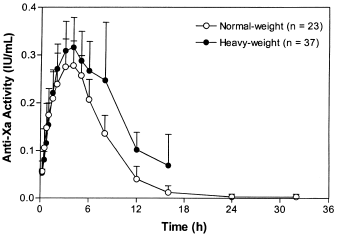 0.4
Normal-weight (n = 23)
Heavy-weight (n = 37)
0.3
0.2
0.1
0.0
Anti-Xa Activity (IU/mL)
0 6 12 18 24 30 36
Time (h)